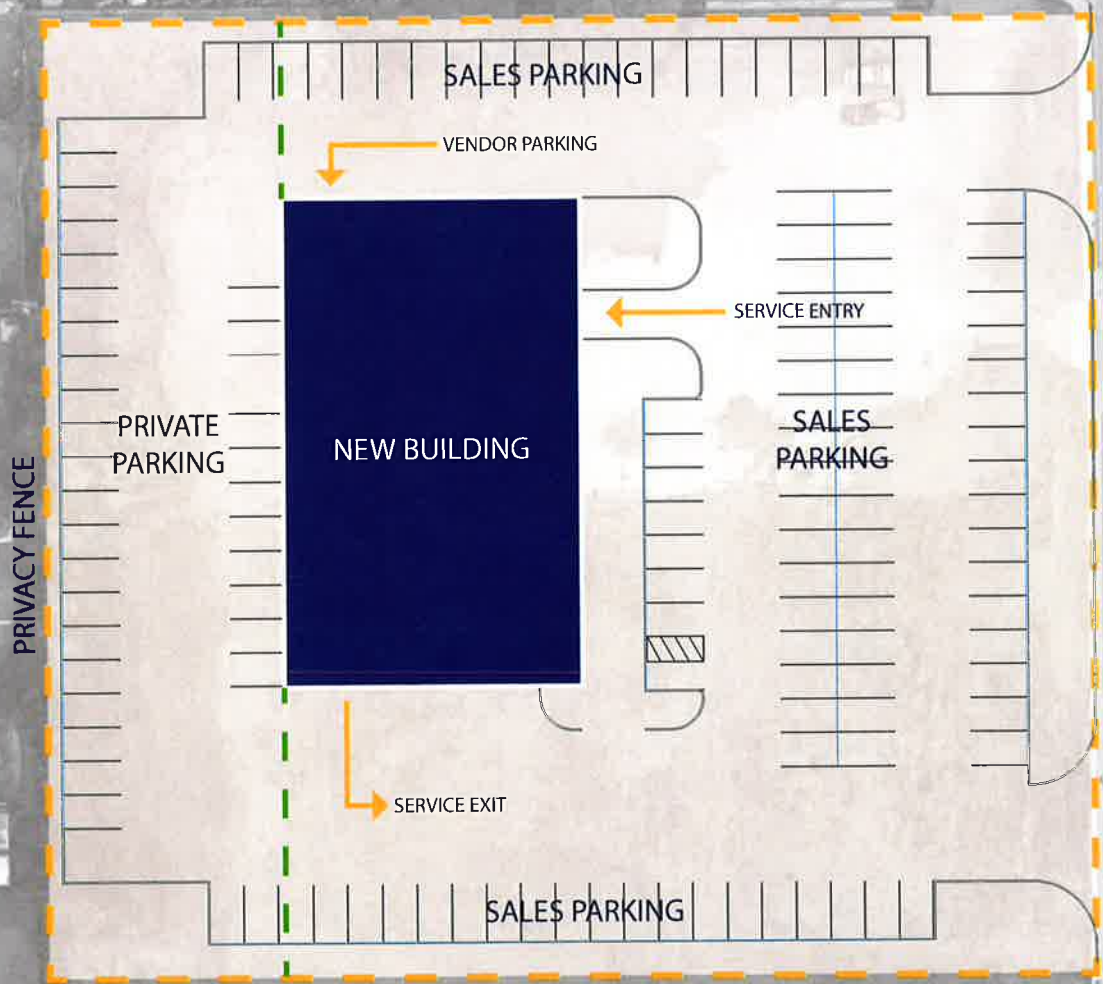 SALES PARKING
VENDOR PARKING
SERVICE ENTRY
PRIVATE
PARKING
NEW BUILDING
SALES
PARKING
PRIVACY FENCE
SERVICE EXIT
SALES PARKING